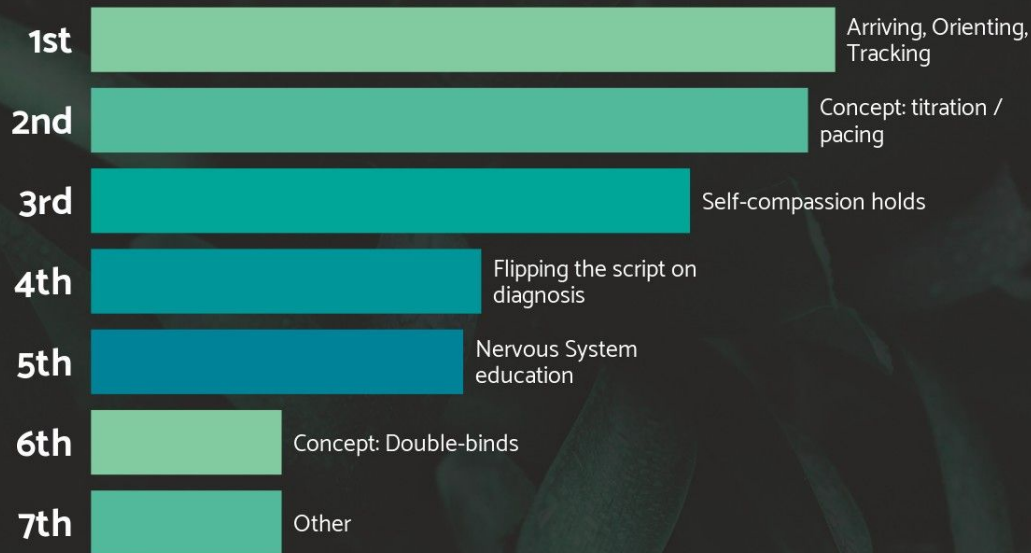 1st
Arriving, Orienting,
Tracking
2nd
Concept: titration /
pacing
3rd
Self-compassion holds
4th
Flipping the script on
diagnosis
5th
Nervous System
education
6th
Concept: Double-binds
7th
Other